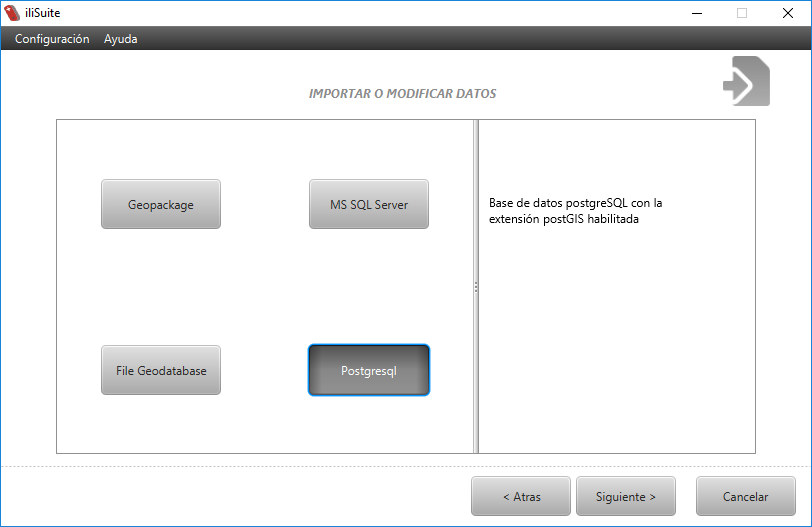 iliSuite
Configuración Ayuda
IMPORTAR O MODIFICAR DATOS
Geopackage
MS SQL Server
File Geodatabase
Postgresql
Base de datos postgreSQL con la
extensión postGIS habilitada
< Atras
Siguiente >
Cancelar